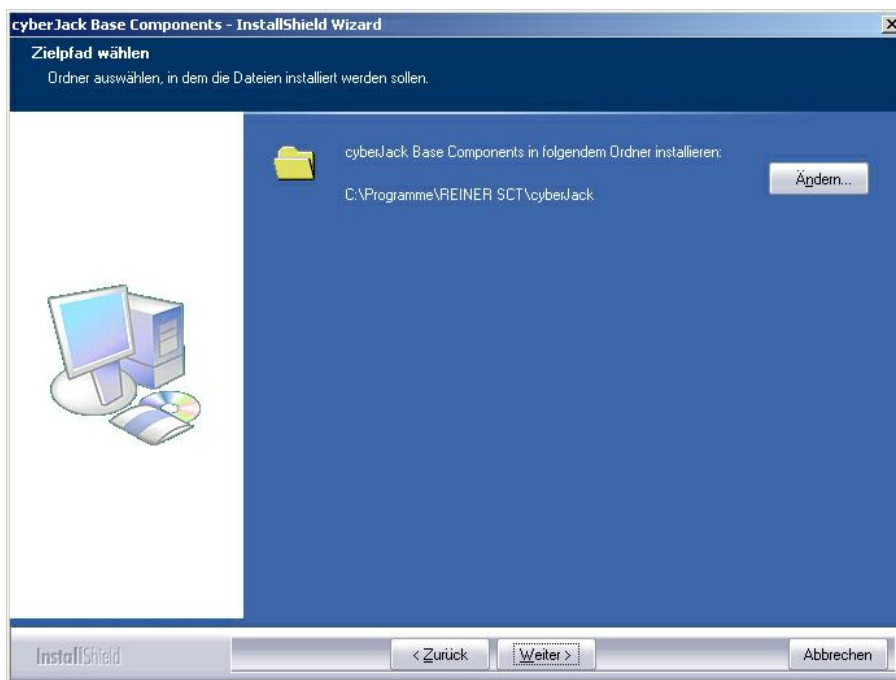 cyberJack Base Components - InstallShield Wizard
Zielpfad wählen
Ordner auswählen, in dem die Dateien installiert werden sollen.
cyberJack Base Components in folgendem Ordner installieren:
Ändern...
C:\Programme\REINER SCT\cyberJack
InstallShield
< Zurück
Weiter >
Abbrechen